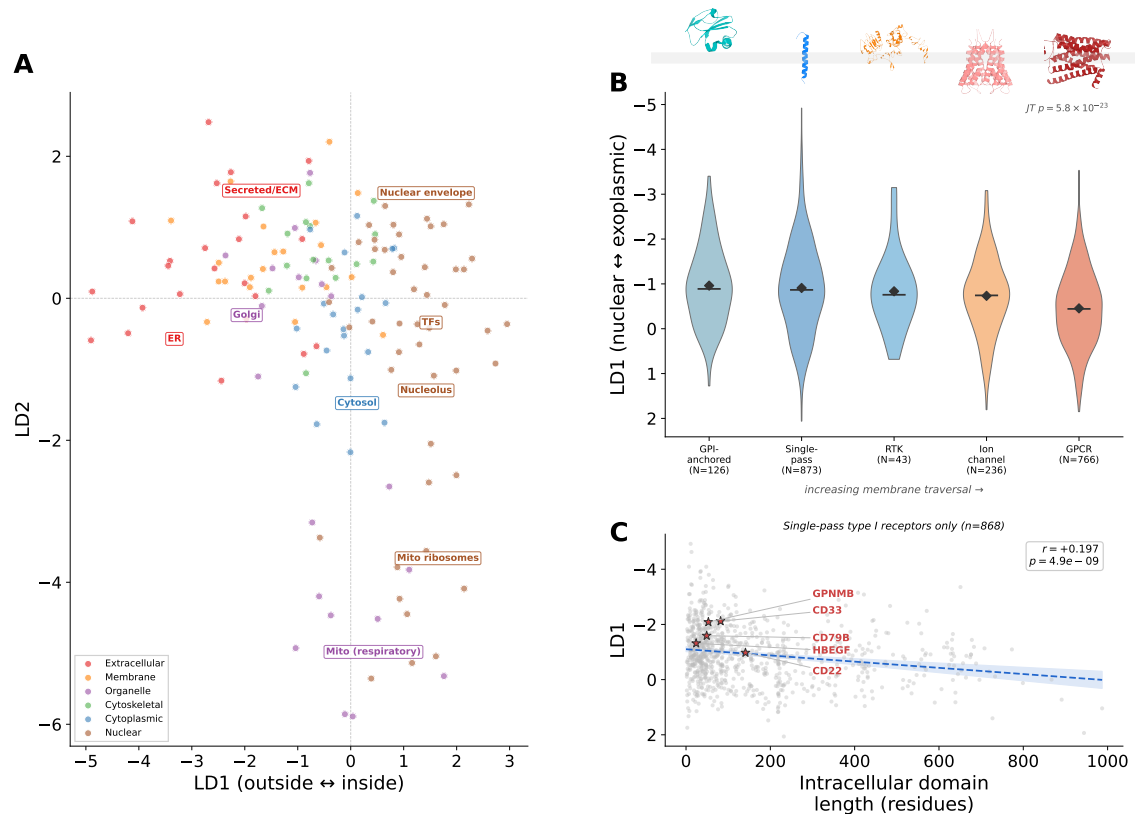 A
2
0
−2
−4
−6
LD2
Secreted/ECM
Nuclear envelope
Golgi
TFs
ER
Nucleolus
Cytosol
Mito ribosomes
Mito (respiratory)
Extracellular
Membrane
Organelle
Cytoskeletal
Cytoplasmic
Nuclear
−5 −4 −3 −2 −1 0 1 2 3
LD1 (outside ↔ inside)
B
JT p = 5.8 × 10⁻²³
−5
−4
−3
−2
−1
0
1
2
LD1 (nuclear ↔ exoplasmic)
GPI-
anchored
(N=126)
Single-
pass
(N=873)
RTK
(N=43)
Ion
channel
(N=236)
GPCR
(N=766)
increasing membrane traversal →
C
Single-pass type I receptors only (n=868)
r = +0.197
p = 4.9e − 09
−4
−2
0
2
LD1
GPNMB
CD33
CD79B
HBEGF
CD22
0 200 400 600 800 1000
Intracellular domain
length (residues)